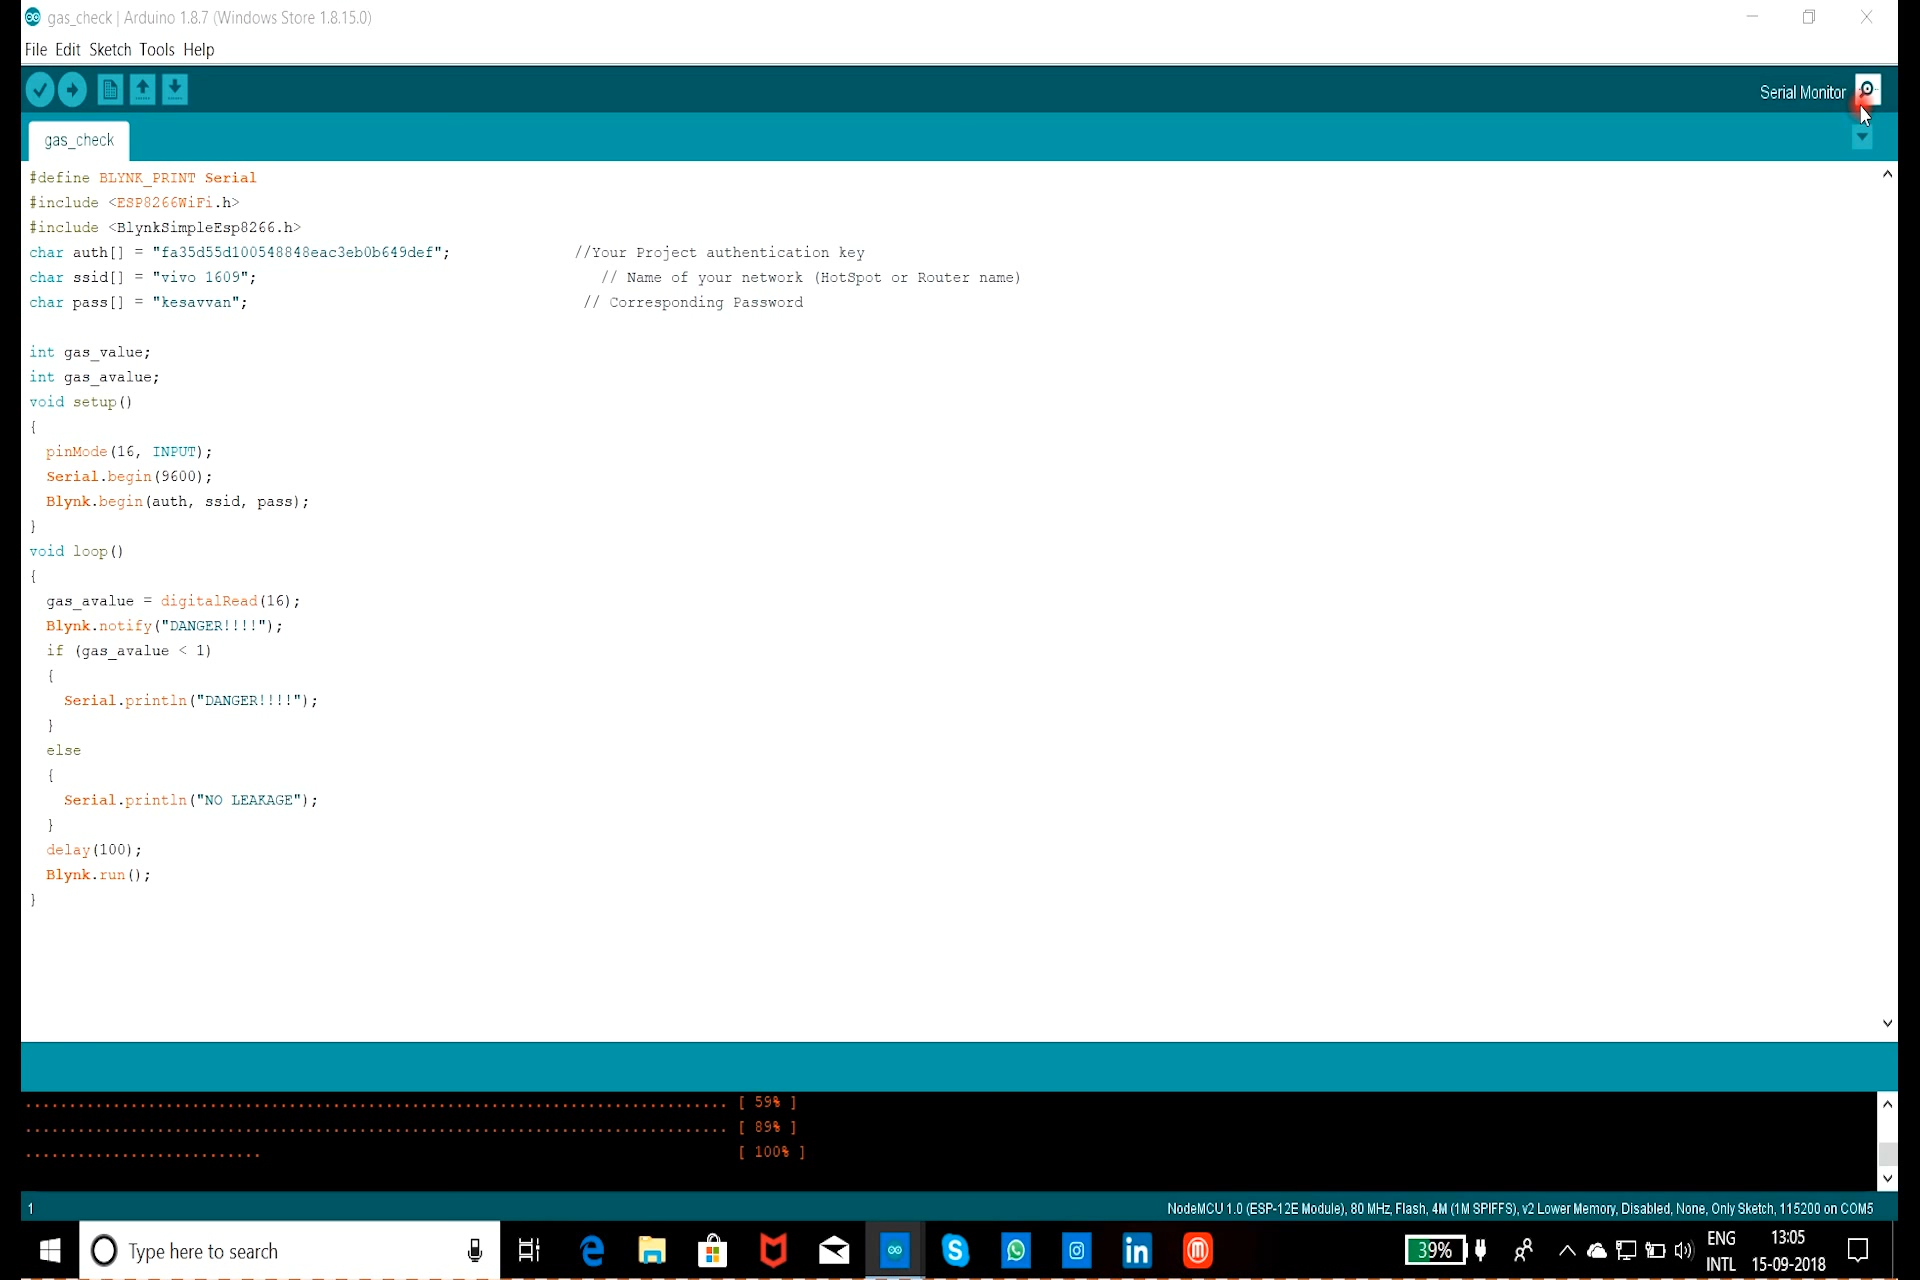 gas_check | Arduino 1.8.7 (Windows Store 1.8.15.0)
File Edit Sketch Tools Help
Serial Monitor
gas_check
#define BLYNK_PRINT Serial
#include <ESP8266WiFi.h>
#include <BlynkSimpleEsp8266.h>
char auth[] = "fa35d55d100548848eac3eb0b649def"; //Your Project authentication key
char ssid[] = "vivo 1609"; // Name of your network (HotSpot or Router name)
char pass[] = "kesavvan"; // Corresponding Password
int gas_value;
int gas_avalue;
void setup()
{
pinMode(16, INPUT);
Serial.begin(9600);
Blynk.begin(auth, ssid, pass);
}
void loop()
{
gas_avalue = digitalRead(16);
Blynk.notify("DANGER!!!!");
if (gas_avalue < 1)
{
Serial.println("DANGER!!!!");
}
else
{
Serial.println("NO LEAKAGE");
}
delay(100);
Blynk.run();
}
................................................................................ [ 59% ]
................................................................................ [ 89% ]
........................... [ 100% ]
1 NodeMCU 1.0 (ESP-12E Module), 80 MHz, Flash, 4M (1M SPIFFS), v2 Lower Memory, Disabled, None, Only Sketch, 115200 on COM5
Type here to search
39%
ENG
INTL
13:05
15-09-2018